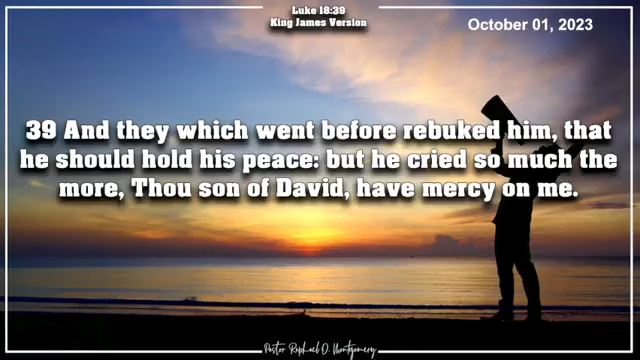 Luke 18:39
King James Version
October 01, 2023
39 And they which went before rebuked him, that
he should hold his peace: but he cried so much the
more, Thou son of David, have mercy on me.
Pastor Raphael D. Montgomery